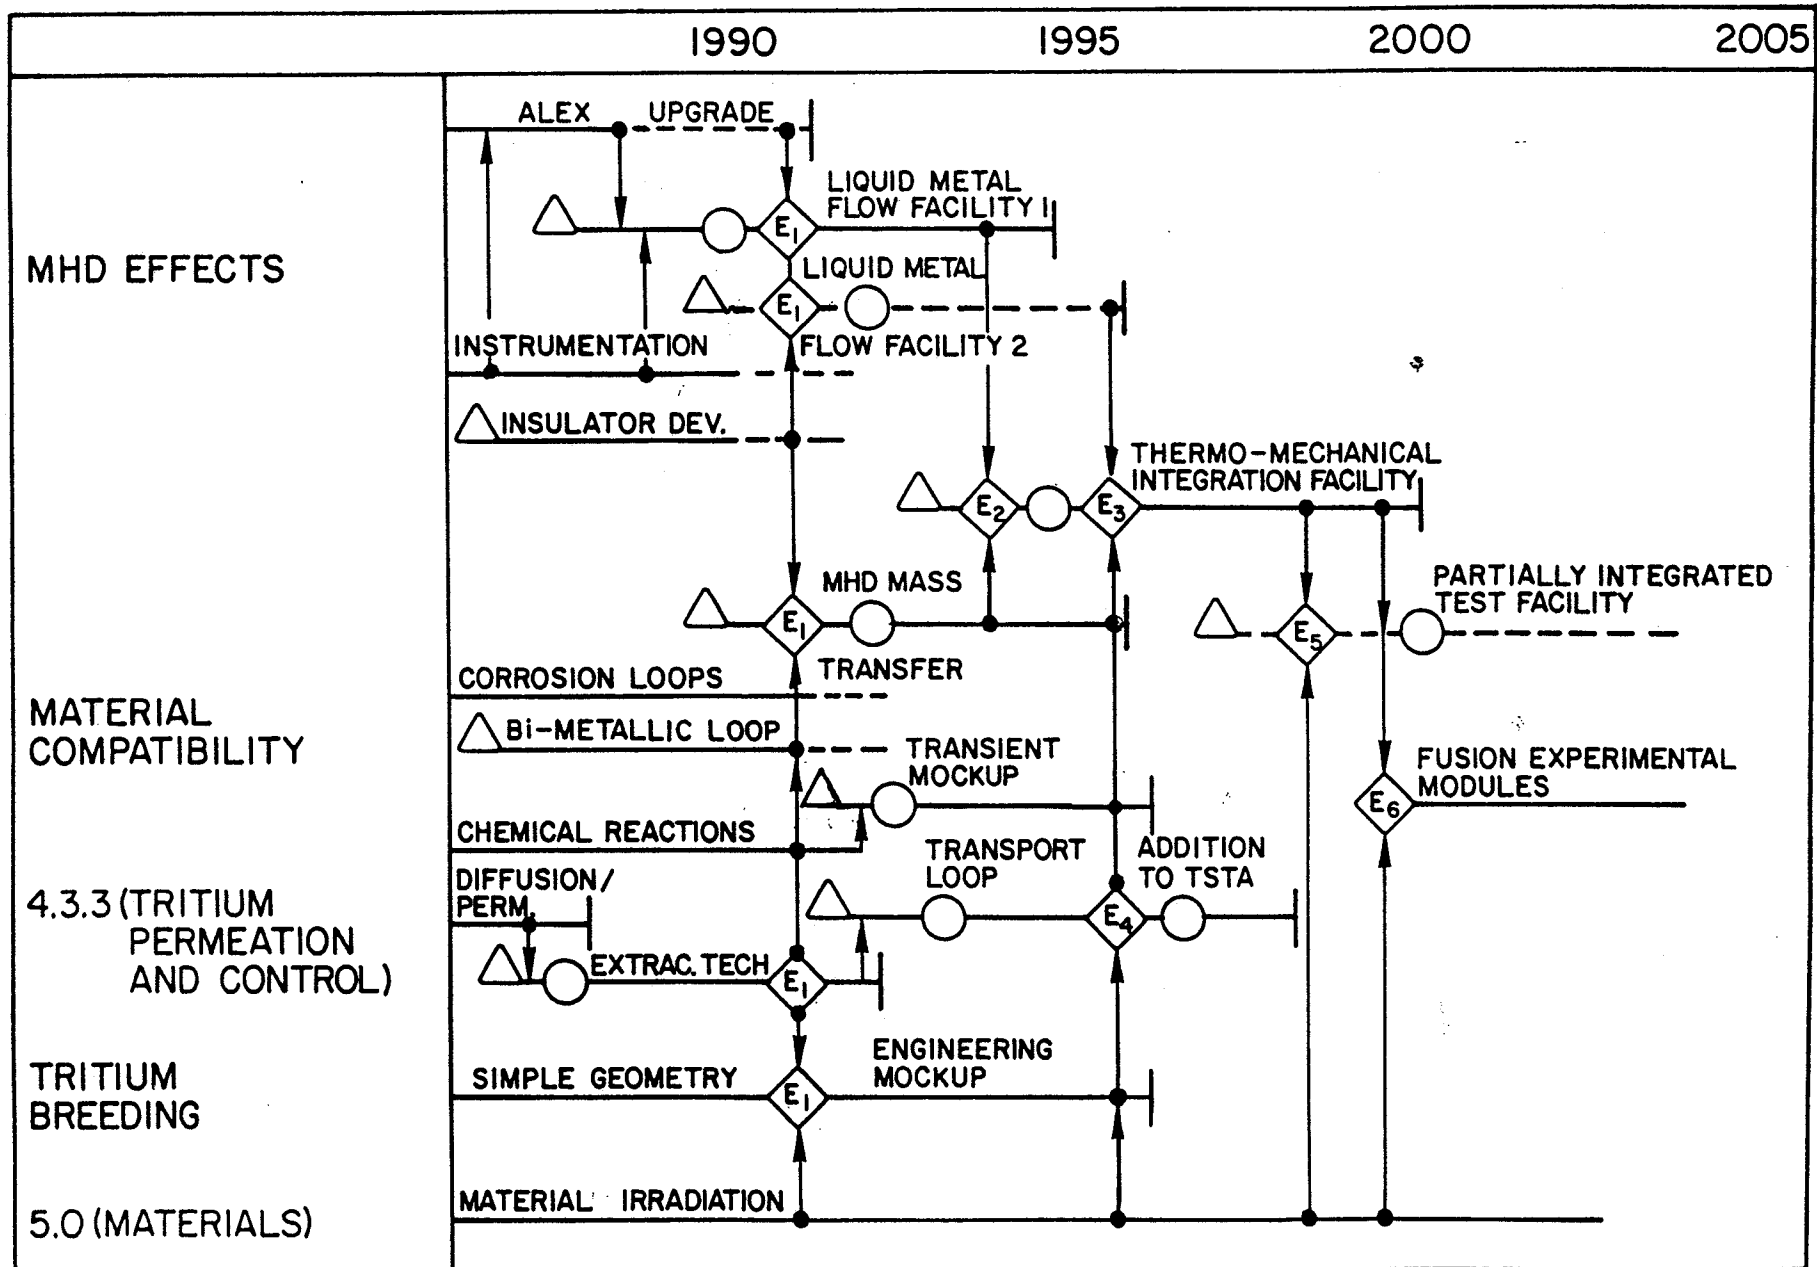 1990 1995 2000 2005
ALEX UPGRADE
LIQUID METAL
FLOW FACILITY 1
E1
MHD EFFECTS
LIQUID METAL
E1
INSTRUMENTATION
FLOW FACILITY 2
INSULATOR DEV.
THERMO-MECHANICAL
INTEGRATION FACILITY
E2
E3
MHD MASS
E1
TRANSFER
PARTIALLY INTEGRATED
TEST FACILITY
E5
CORROSION LOOPS
MATERIAL
COMPATIBILITY
Bi-METALLIC LOOP
TRANSIENT
MOCKUP
FUSION EXPERIMENTAL
MODULES
E6
CHEMICAL REACTIONS
TRANSPORT
LOOP
ADDITION
TO TSTA
E4
4.3.3 (TRITIUM
PERMEATION
AND CONTROL)
DIFFUSION/
PERM.
EXTRAC. TECH
E1
TRITIUM
BREEDING
SIMPLE GEOMETRY
E1
ENGINEERING
MOCKUP
5.0 (MATERIALS)
MATERIAL IRRADIATION